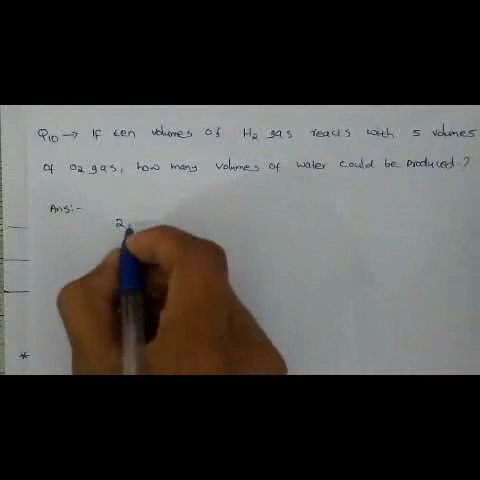 Q10 → If ten volumes of H2 gas reacts with 5 volumes
of O2 gas, how many volumes of water could be produced?
Ans:-
2
*